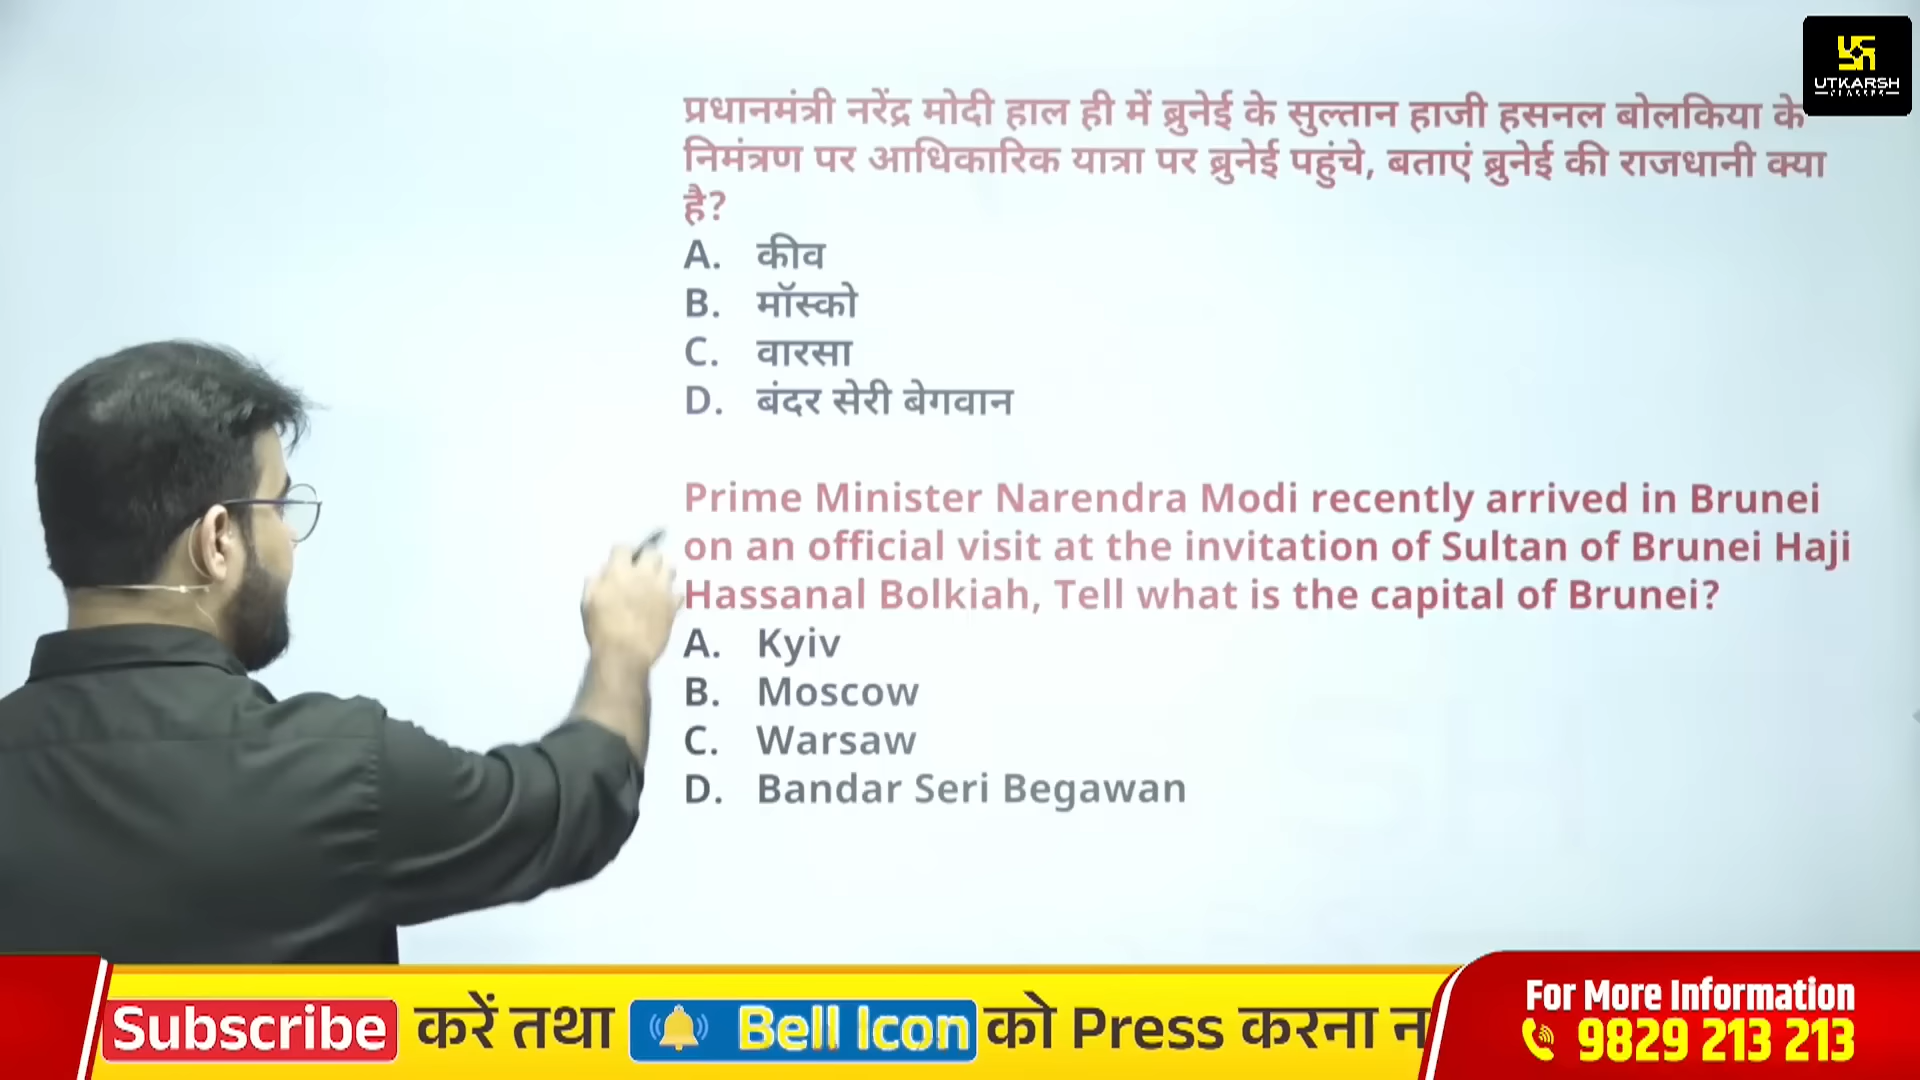 UTKARSH
CLASSES
प्रधानमंत्री नरेंद्र मोदी हाल ही में ब्रुनेई के सुल्तान हाजी हसनल बोलकिया के
निमंत्रण पर आधिकारिक यात्रा पर ब्रुनेई पहुंचे, बताएं ब्रुनेई की राजधानी क्या
है?
A. कीव
B. मॉस्को
C. वारसा
D. बंदर सेरी बेगवान
Prime Minister Narendra Modi recently arrived in Brunei
on an official visit at the invitation of Sultan of Brunei Haji
Hassanal Bolkiah, Tell what is the capital of Brunei?
A. Kyiv
B. Moscow
C. Warsaw
D. Bandar Seri Begawan
Subscribe करें तथा Bell Icon को Press करना न
For More Information
9829 213 213